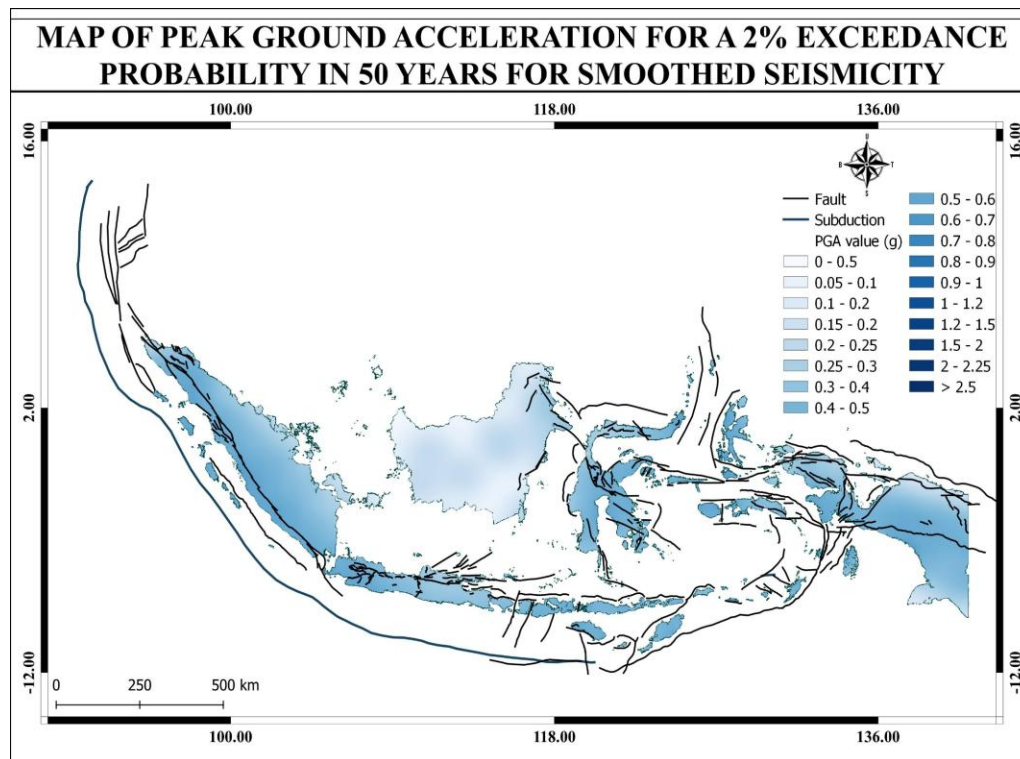 MAP OF PEAK GROUND ACCELERATION FOR A 2% EXCEEDANCE
PROBABILITY IN 50 YEARS FOR SMOOTHED SEISMICITY
100.00 118.00 136.00
16.00 16.00
U
B T
S
Fault
Subduction
PGA value (g)
0 - 0.5
0.05 - 0.1
0.1 - 0.2
0.15 - 0.2
0.2 - 0.25
0.25 - 0.3
0.3 - 0.4
0.4 - 0.5
0.5 - 0.6
0.6 - 0.7
0.7 - 0.8
0.8 - 0.9
0.9 - 1
1 - 1.2
1.2 - 1.5
1.5 - 2
2 - 2.25
> 2.5
2.00 2.00
-12.00 -12.00
0 250 500 km
100.00 118.00 136.00